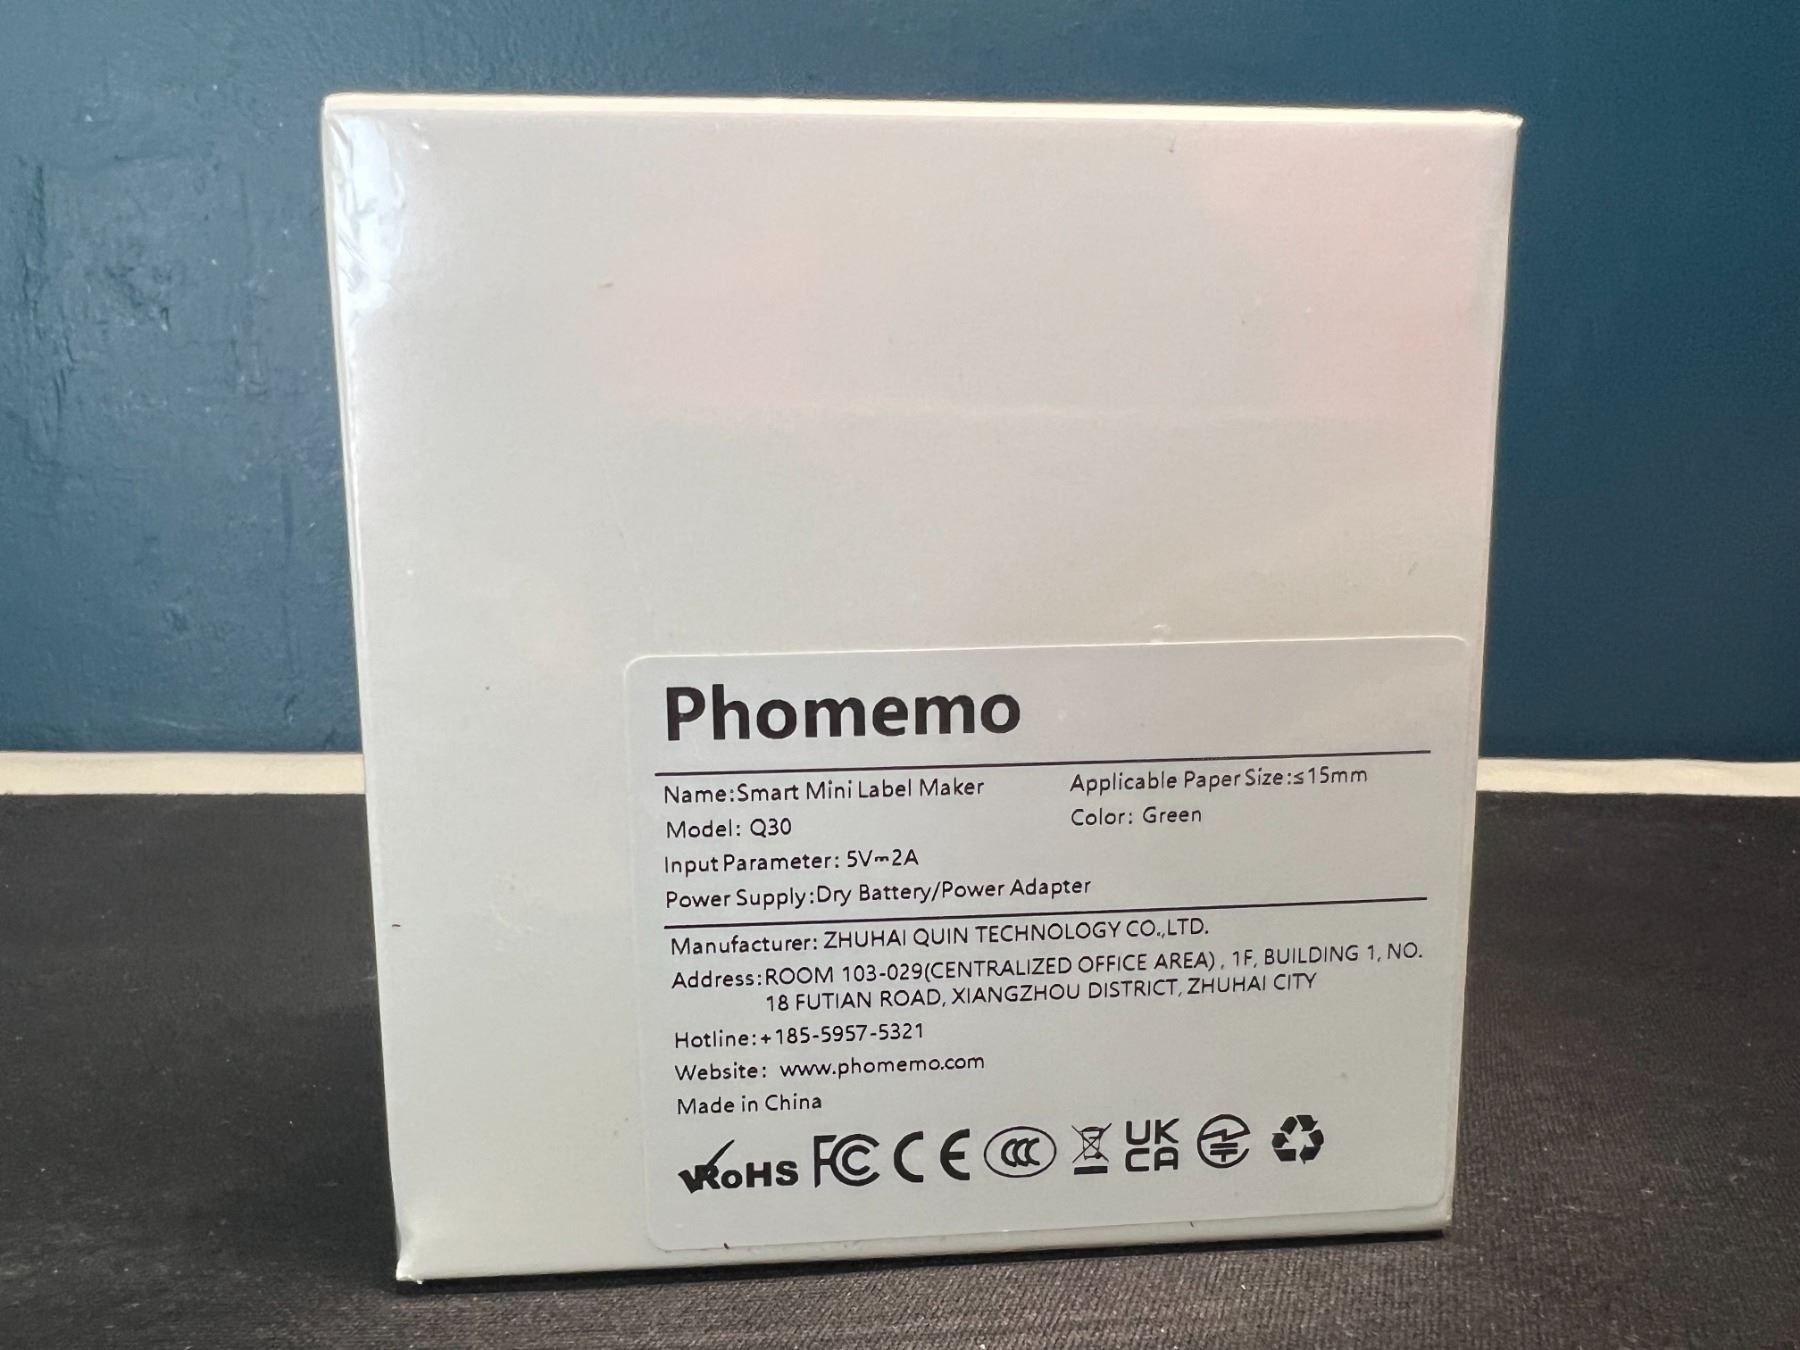 Phomemo
Name:Smart Mini Label Maker
Applicable Paper Size:≤15mm
Model: Q30
Color: Green
Input Parameter: 5V⎓2A
Power Supply:Dry Battery/Power Adapter
Manufacturer: ZHUHAI QUIN TECHNOLOGY CO.,LTD.
Address:ROOM 103-029(CENTRALIZED OFFICE AREA) , 1F, BUILDING 1, NO.
18 FUTIAN ROAD, XIANGZHOU DISTRICT, ZHUHAI CITY
Hotline:+185-5957-5321
Website: www.phomemo.com
Made in China
RoHS FC CE CCC UK
CA